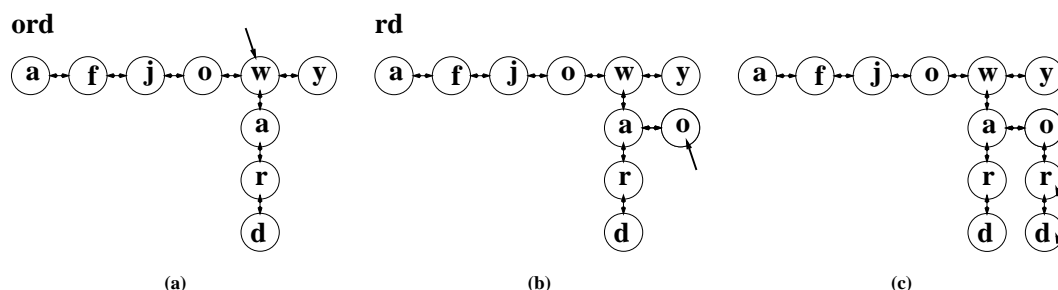 ord rd
a f j o w y a f j o w y a f j o w y
a a o a o
r r r r
d d d d
(a) (b) (c)